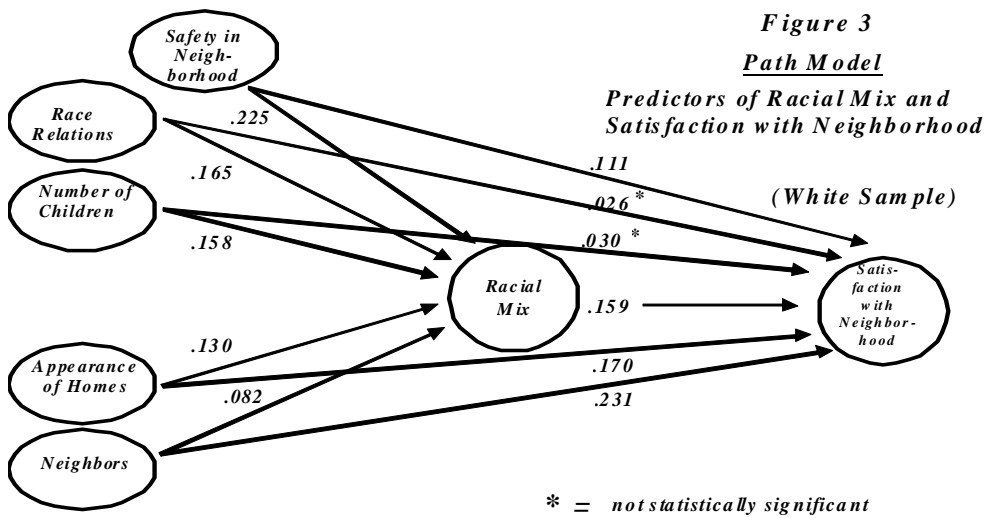 Figure 3
Path Model
Predictors of Racial Mix and
Satisfaction with Neighborhood
(White Sample)
Safety in
Neigh-
borhood
Race
Relations
Number of
Children
Appearance
of Homes
Neighbors
.225
.165
.158
.130
.082
Racial
Mix
.111
.026 *
.030 *
.159
.170
.231
Satis-
faction
with
Neighbor-
hood
* = not statistically significant